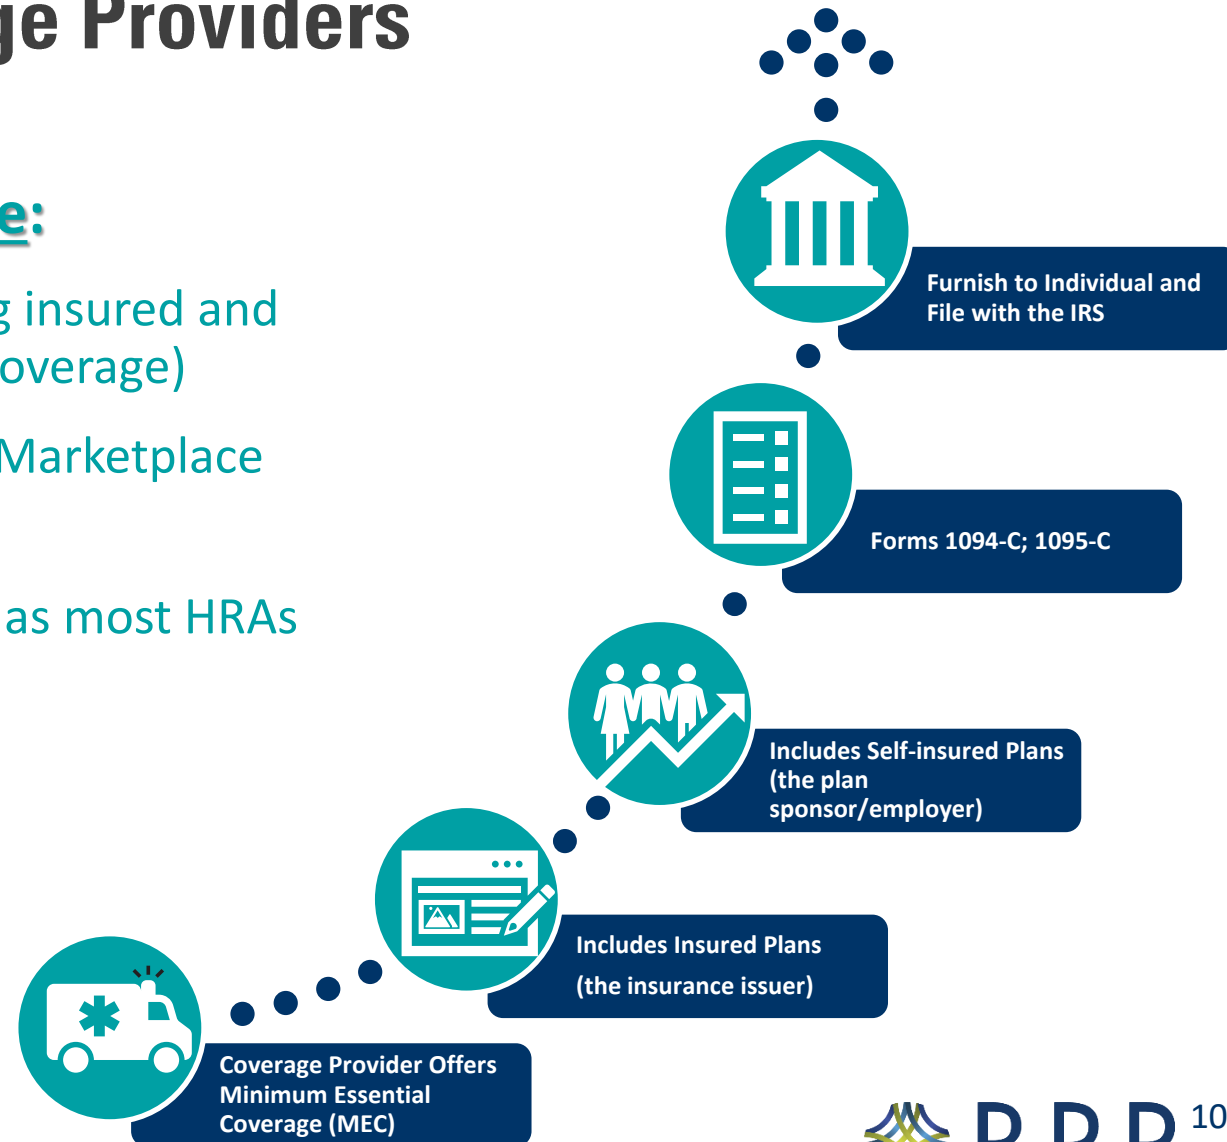 ge Providers
e:
g insured and
overage)
Marketplace
as most HRAs
Furnish to Individual and
File with the IRS
Forms 1094-C; 1095-C
Includes Self-insured Plans
(the plan
sponsor/employer)
Includes Insured Plans
(the insurance issuer)
Coverage Provider Offers
Minimum Essential
Coverage (MEC)
10